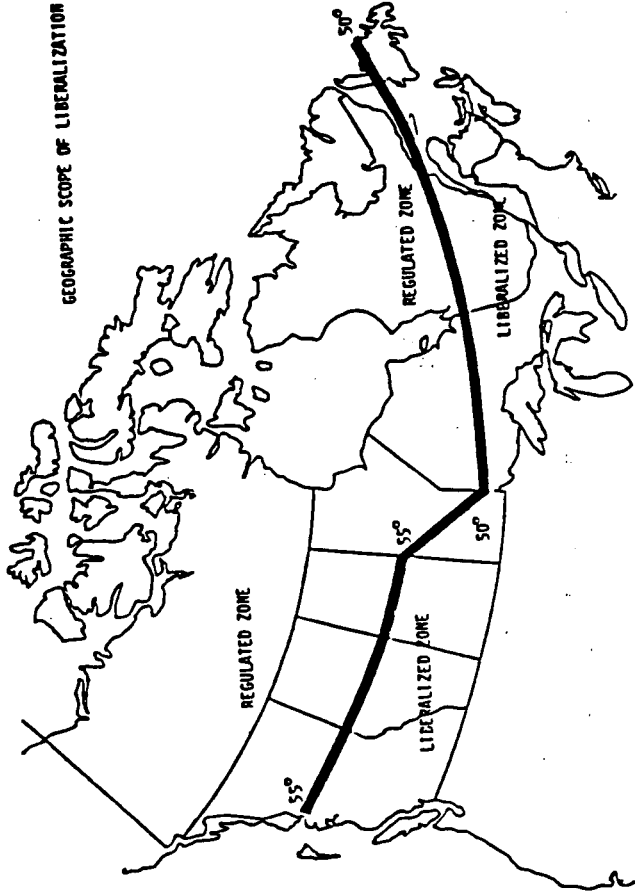 GEOGRAPHIC SCOPE OF LIBERALIZATION
50°
REGULATED ZONE
LIBERALIZED ZONE
REGULATED ZONE
55°
50°
LIBERALIZED ZONE
55°